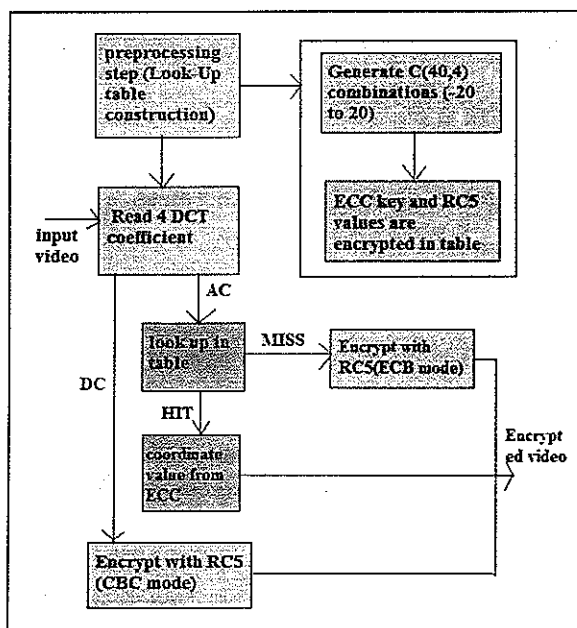 preprocessing
step (Look-Up
table
construction)
Generate C(40,4)
combinations (-20
to 20)
ECC key and RC5
values are
encrypted in table
input
video
Read 4 DCT
coefficient
AC
look up in
table
MISS
Encrypt with
RC5(ECB mode)
DC
HIT
coordinate
value from
ECC
Encrypt
ed video
Encrypt with RC5
(CBC mode)